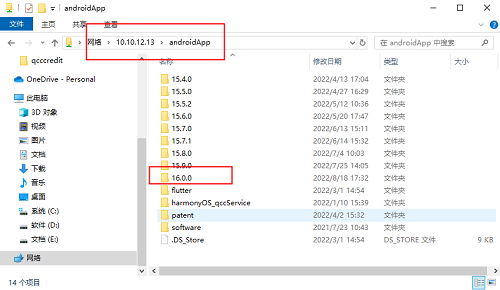 androidApp
文件 主页 共享 查看
网络 > 10.10.12.13 > androidApp
在 androidApp 中搜索
qcccredit
OneDrive - Personal
此电脑
3D 对象
视频
图片
文档
下载
音乐
桌面
系统 (C:)
文档 (D:)
文档 (E:)
网络
名称 修改日期 类型 大小
15.4.0 2022/4/13 17:04 文件夹
15.5.0 2022/4/27 16:29 文件夹
15.5.2 2022/5/12 10:36 文件夹
15.6.0 2022/5/20 17:47 文件夹
15.7.0 2022/6/13 15:11 文件夹
15.7.1 2022/6/14 15:32 文件夹
15.8.0 2022/7/4 10:03 文件夹
15.9.0 2022/7/25 14:05 文件夹
16.0.0 2022/8/18 17:32 文件夹
flutter 2022/3/1 14:54 文件夹
harmonyOS_qccService 2022/1/10 15:39 文件夹
patent 2022/4/2 15:32 文件夹
software 2021/7/23 10:43 文件夹
.DS_Store 2022/3/1 14:54 DS_STORE 文件 9 KB
14 个项目